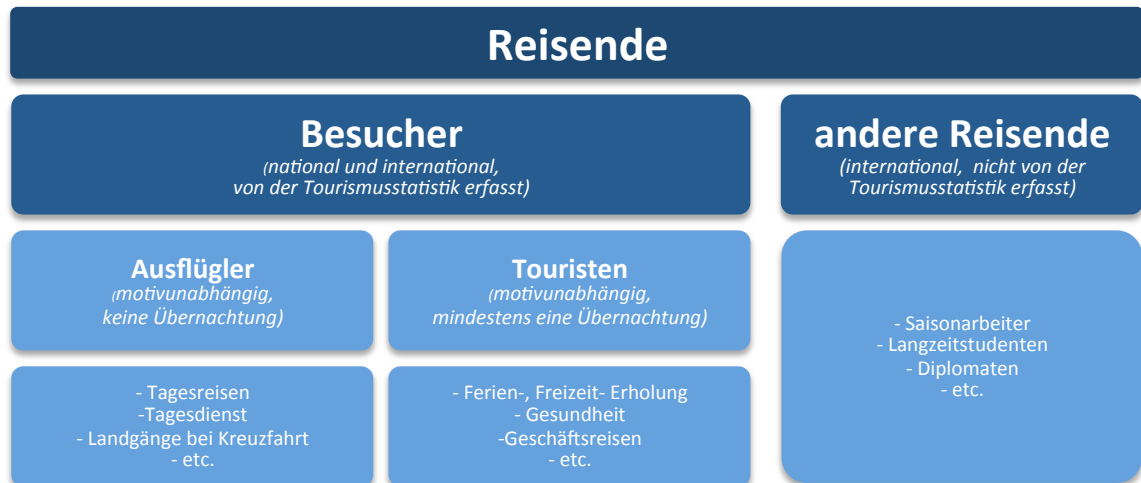 Reisende
Besucher
(national und international,
von der Tourismusstatistik erfasst)
andere Reisende
(international, nicht von der
Tourismusstatistik erfasst)
Ausflügler
(motivunabhängig,
keine Übernachtung)
Touristen
(motivunabhängig,
mindestens eine Übernachtung)
- Tagesreisen
-Tagesdienst
- Landgänge bei Kreuzfahrt
- etc.
- Ferien-, Freizeit- Erholung
- Gesundheit
-Geschäftsreisen
- etc.
- Saisonarbeiter
- Langzeitstudenten
- Diplomaten
- etc.